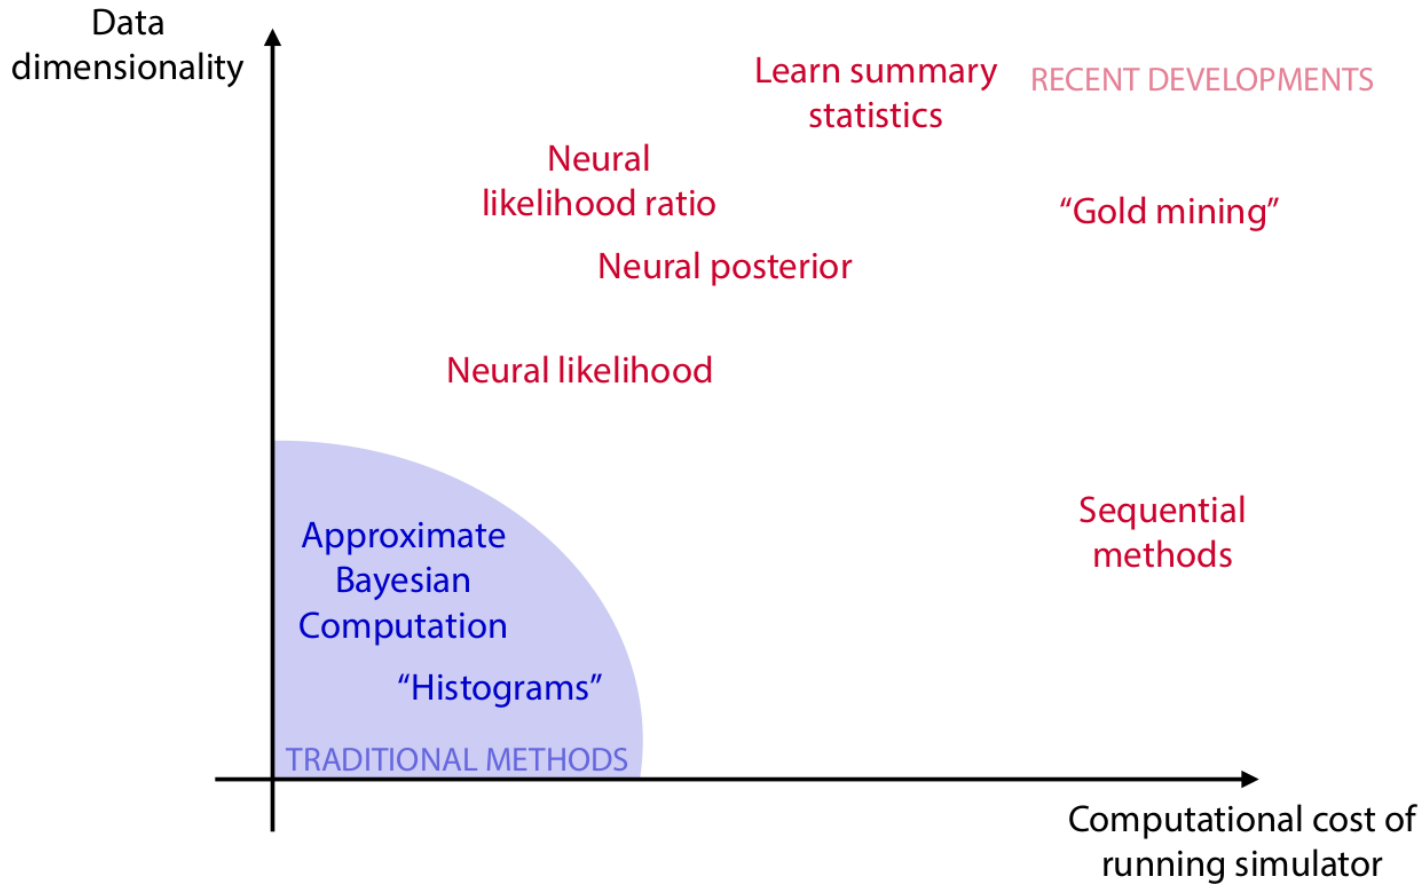 Data
dimensionality
Learn summary
statistics
RECENT DEVELOPMENTS
Neural
likelihood ratio
“Gold mining”
Neural posterior
Neural likelihood
Approximate
Bayesian
Computation
Sequential
methods
“Histograms”
TRADITIONAL METHODS
Computational cost of
running simulator